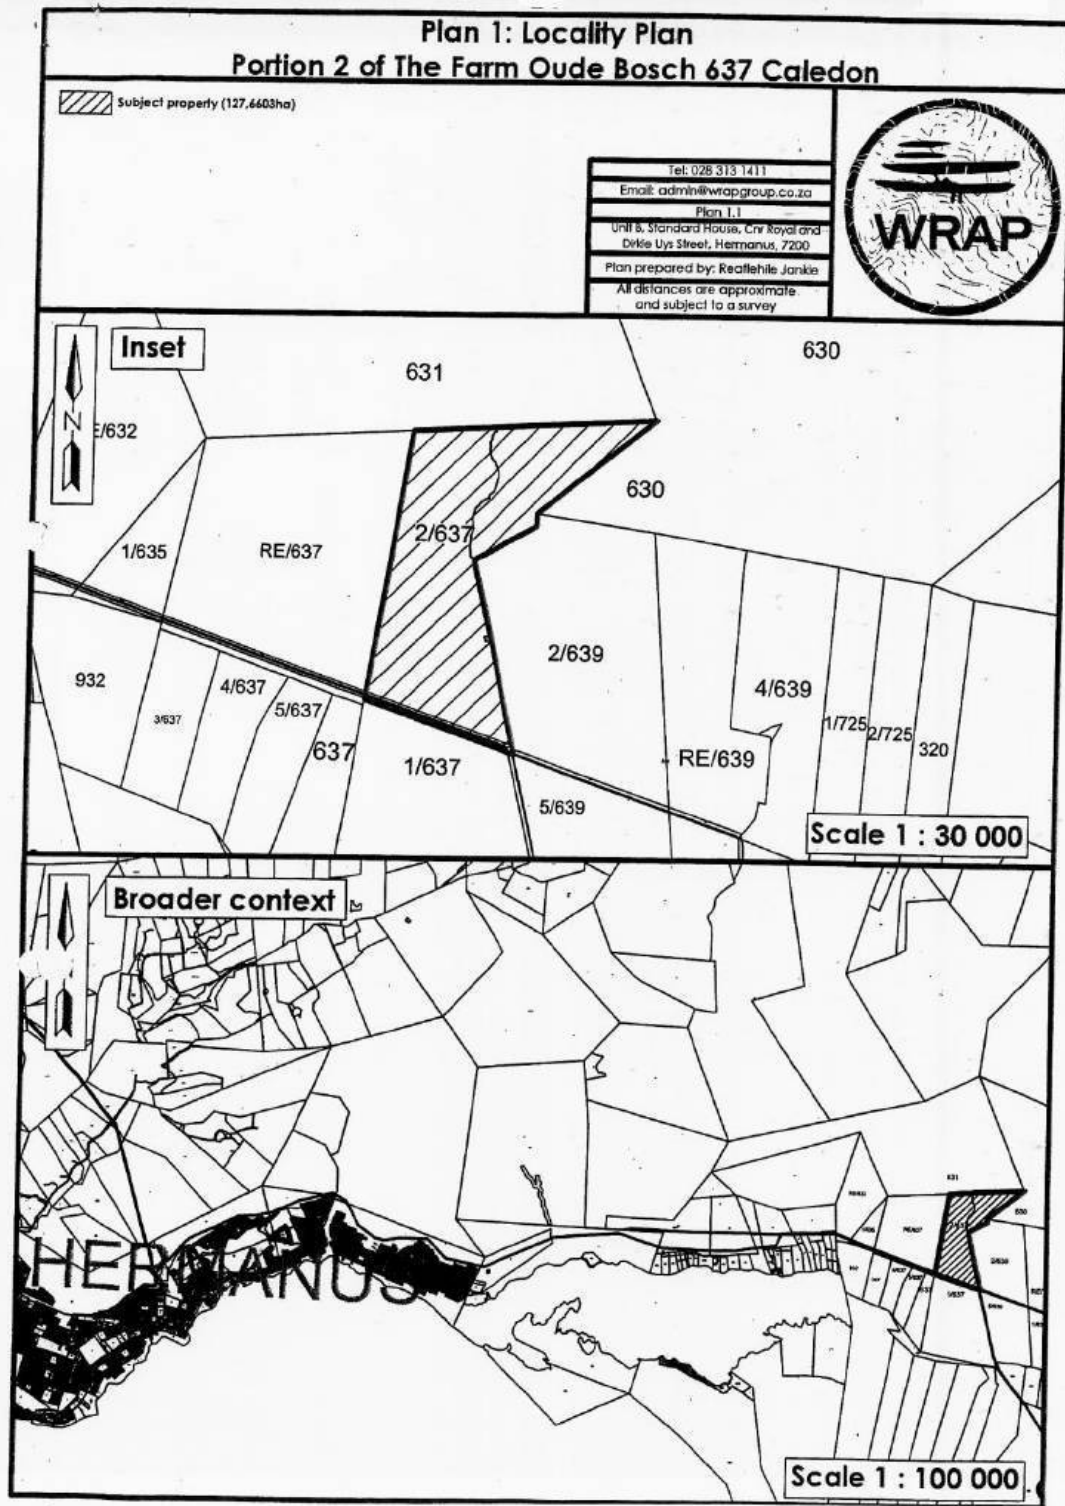 Plan 1: Locality Plan
Portion 2 of The Farm Oude Bosch 637 Caledon
Subject property (127,6603ha)
Tel: 028 313 1411
Email: admin@wrapgroup.co.za
Plan 1.1
Unit B, Standard House, Cnr Royal and
Dirkie Uys Street, Hermanus, 7200
Plan prepared by: Reatlehile Jankie
All distances are approximate
and subject to a survey
WRAP
Inset
N
631
630
E/632
630
1/635
RE/637
2/637
932
3/637
4/637
5/637
637
1/637
2/639
4/639
RE/639
5/639
1/725
2/725
320
Scale 1 : 30 000
Broader context
HERMANUS
631
630
1/637
Scale 1 : 100 000